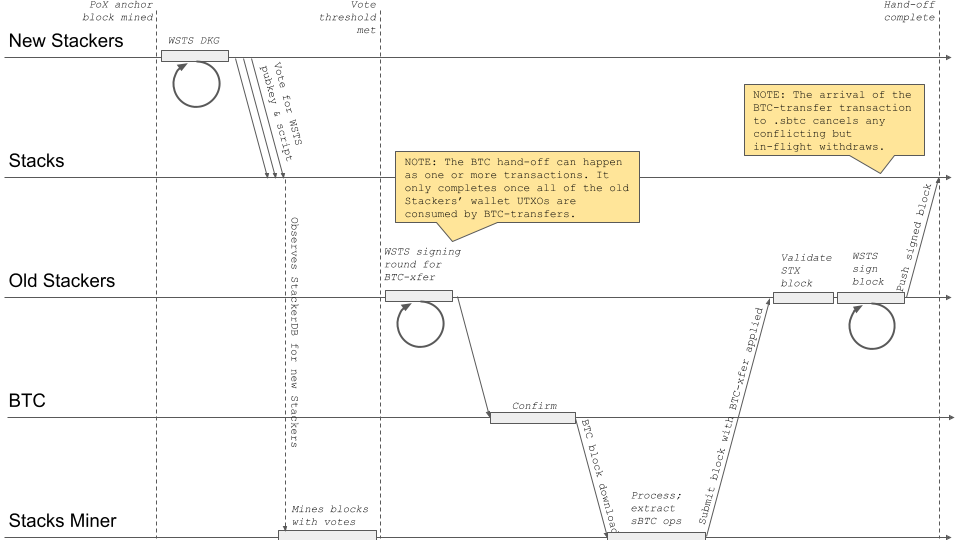 PoX anchor
block mined
Vote
threshold
met
Hand-off
complete
New Stackers
WSTS DKG
Vote for WSTS
pubkey & script
NOTE: The arrival of the
BTC-transfer transaction
to .sbtc cancels any
conflicting but
in-flight withdraws.
Stacks
NOTE: The BTC hand-off can happen
as one or more transactions. It
only completes once all of the old
Stackers’ wallet UTXOs are
consumed by BTC-transfers.
Observes StackerDB for new Stackers
Push signed block
Old Stackers
WSTS signing
round for
BTC-xfer
Validate
STX
block
WSTS
sign
block
BTC
Confirm
BTC block download
Submit block with BTC-xfer applied
Stacks Miner
Mines blocks
with votes
Process;
extract
sBTC ops